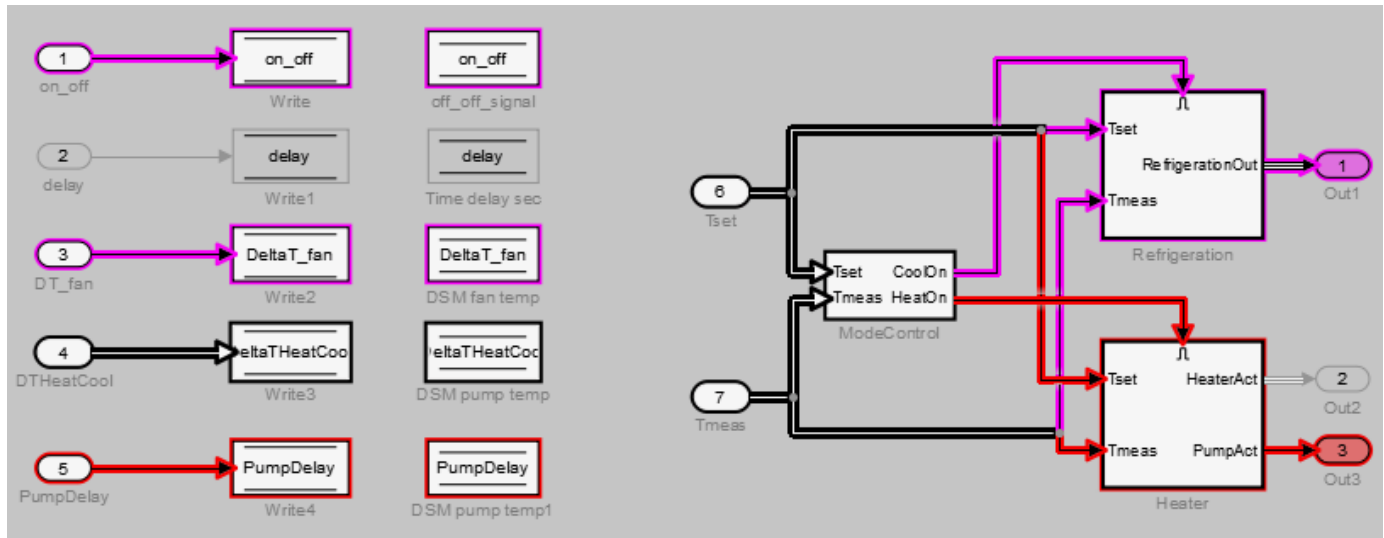 1
on_off
on_off
Write
on_off
off_off_signal
2
delay
delay
Write1
delay
Time delay sec
3
DT_fan
DeltaT_fan
Write2
DeltaT_fan
DSM fan temp
4
DTHeatCool
eltaTHeatCoo
Write3
eltaTHeatCoo
DSM pump temp
5
PumpDelay
PumpDelay
Write4
PumpDelay
DSM pump temp1
6
Tset
7
Tmeas
Tset
CoolOn
Tmeas
HeatOn
ModeControl
Tset
RefrigerationOut
Tmeas
Refrigeration
1
Out1
Tset
HeaterAct
Tmeas
PumpAct
Heater
2
Out2
3
Out3